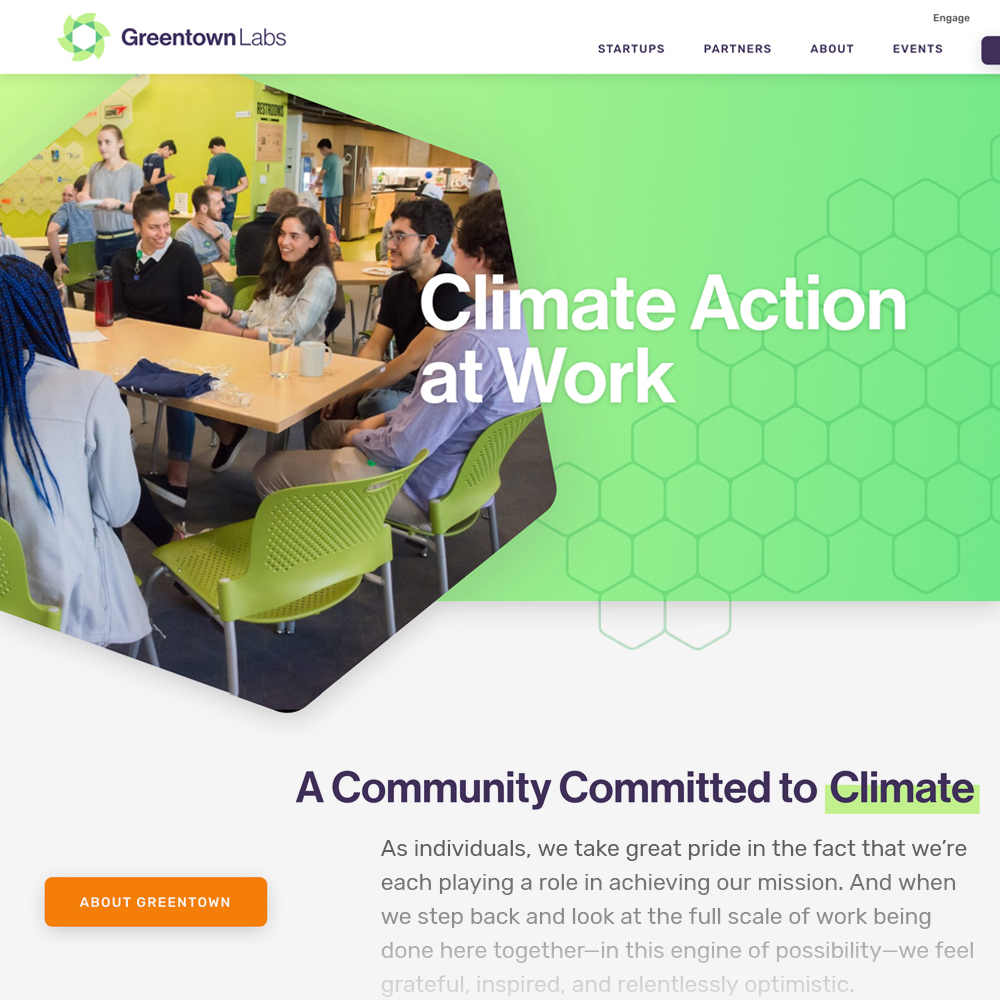 Greentown Labs
Engage
STARTUPS PARTNERS ABOUT EVENTS
RESTROOMS
Climate Action
at Work
A Community Committed to Climate
As individuals, we take great pride in the fact that we’re
each playing a role in achieving our mission. And when
we step back and look at the full scale of work being
done here together—in this engine of possibility—we feel
grateful, inspired, and relentlessly optimistic.
ABOUT GREENTOWN